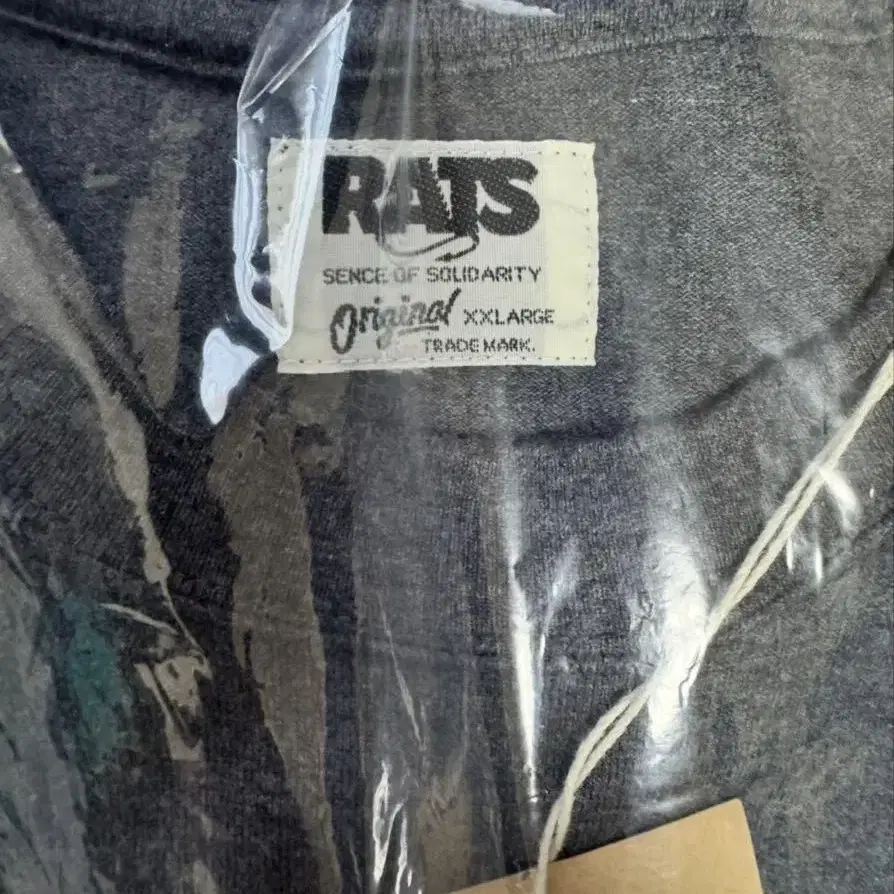 RATS
SENCE OF SOLIDARITY
Original XXLARGE
TRADE MARK.